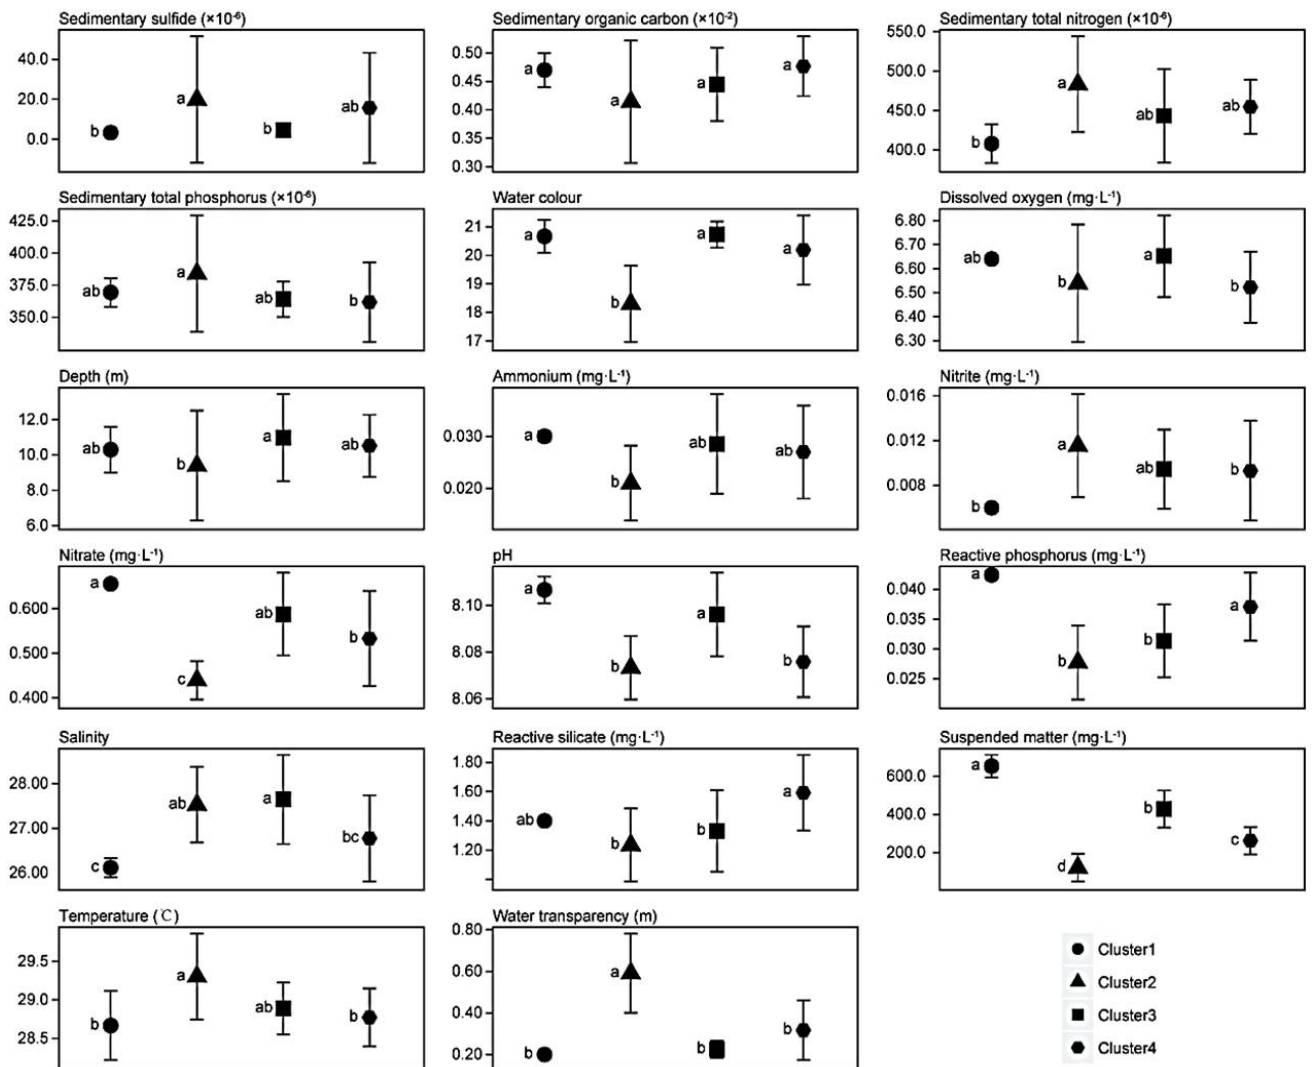 Sedimentary sulfide (×10⁻⁶)
40.0
20.0
0.0
b
a
b
ab
Sedimentary organic carbon (×10⁻²)
0.50
0.45
0.40
0.35
0.30
a
a
a
a
Sedimentary total nitrogen (×10⁻⁶)
550.0
500.0
450.0
400.0
b
a
ab
ab
Sedimentary total phosphorus (×10⁻⁶)
425.0
400.0
375.0
350.0
ab
a
ab
b
Water colour
21
20
19
18
17
a
b
a
a
Dissolved oxygen (mg·L⁻¹)
6.80
6.70
6.60
6.50
6.40
6.30
ab
b
a
b
Depth (m)
12.0
10.0
8.0
6.0
ab
b
a
ab
Ammonium (mg·L⁻¹)
0.030
0.020
a
b
ab
ab
Nitrite (mg·L⁻¹)
0.016
0.012
0.008
b
a
ab
b
Nitrate (mg·L⁻¹)
0.600
0.500
0.400
a
c
ab
b
pH
8.10
8.08
8.06
a
b
a
b
Reactive phosphorus (mg·L⁻¹)
0.040
0.035
0.030
0.025
a
b
b
a
Salinity
28.00
27.00
26.00
c
ab
a
bc
Reactive silicate (mg·L⁻¹)
1.80
1.60
1.40
1.20
ab
b
b
a
Suspended matter (mg·L⁻¹)
600.0
400.0
200.0
a
d
b
c
Temperature (℃)
29.5
29.0
28.5
b
a
ab
b
Water transparency (m)
0.80
0.60
0.40
0.20
b
a
b
b
Cluster1
Cluster2
Cluster3
Cluster4